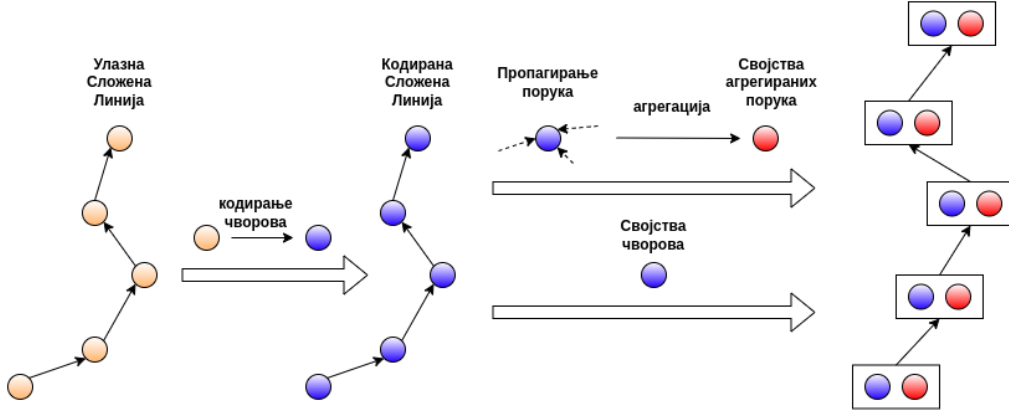 Улазна
Сложена
Линија
кодирање
чворова
Кодирана
Сложена
Линија
Пропагирање
порука
агрегација
Својства
агрегираних
порука
Својства
чворова